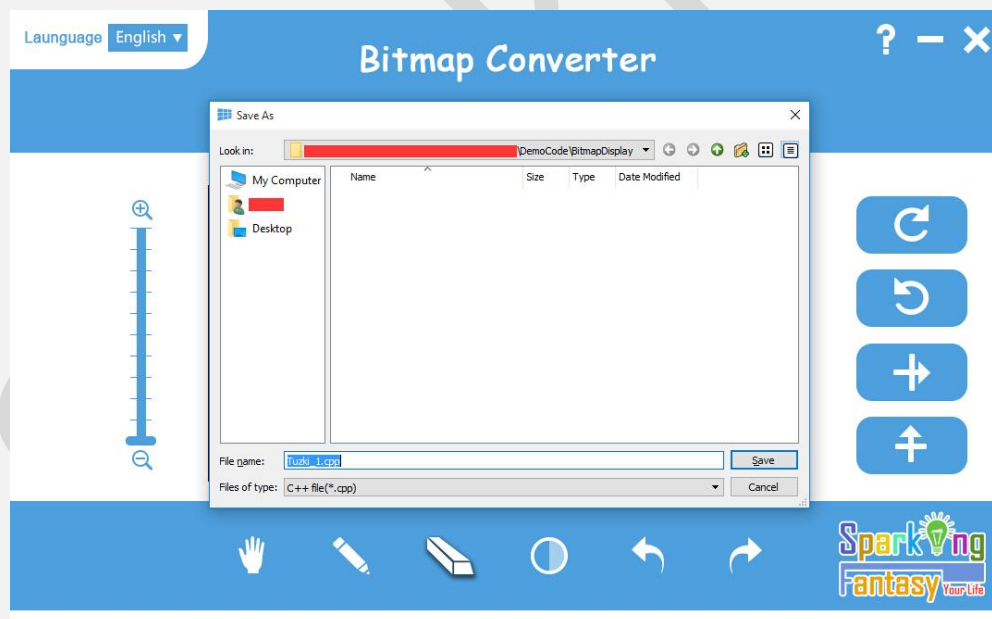 Launguage English ▼
? – ×
Bitmap Converter
Save As
Look in: \DemoCode\BitmapDisplay
My Computer
Desktop
Name Size Type Date Modified
File name: Tuzki_1.cpp
Save
Files of type: C++ file(*.cpp)
Cancel
Sparking
Fantasy Your Life